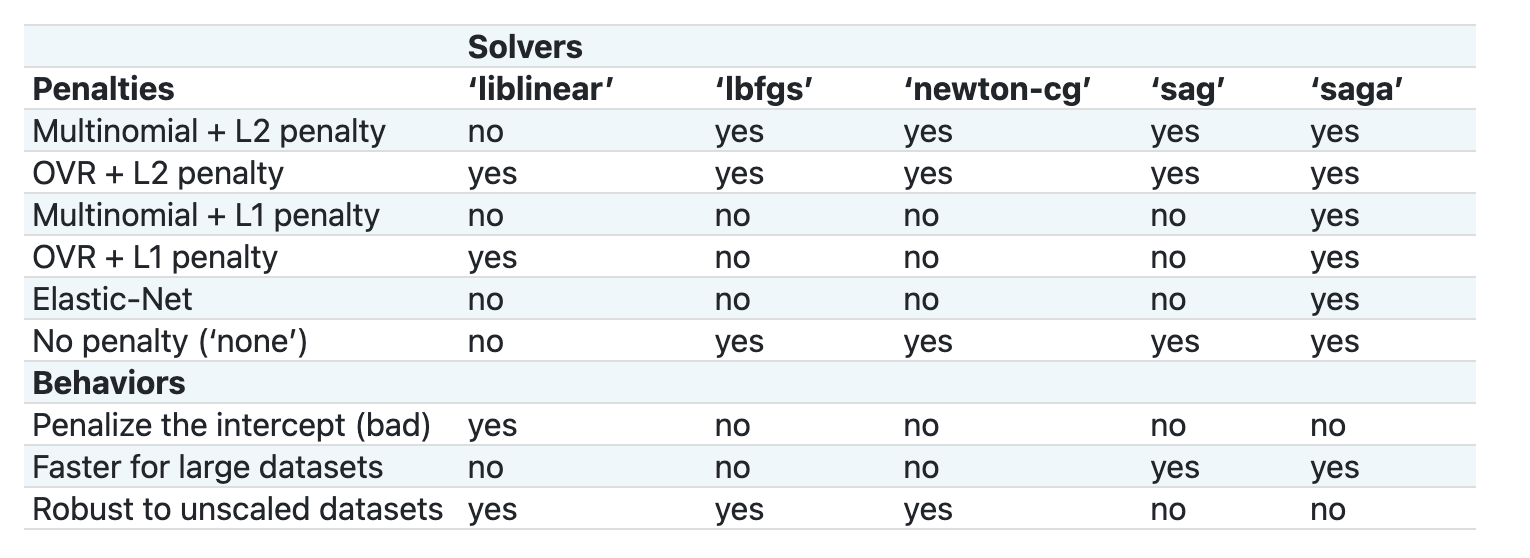 Solvers
Penalties ‘liblinear’ ‘lbfgs’ ‘newton-cg’ ‘sag’ ‘saga’
Multinomial + L2 penalty no yes yes yes yes
OVR + L2 penalty yes yes yes yes yes
Multinomial + L1 penalty no no no no yes
OVR + L1 penalty yes no no no yes
Elastic-Net no no no no yes
No penalty (‘none’) no yes yes yes yes
Behaviors
Penalize the intercept (bad) yes no no no no
Faster for large datasets no no no yes yes
Robust to unscaled datasets yes yes yes no no